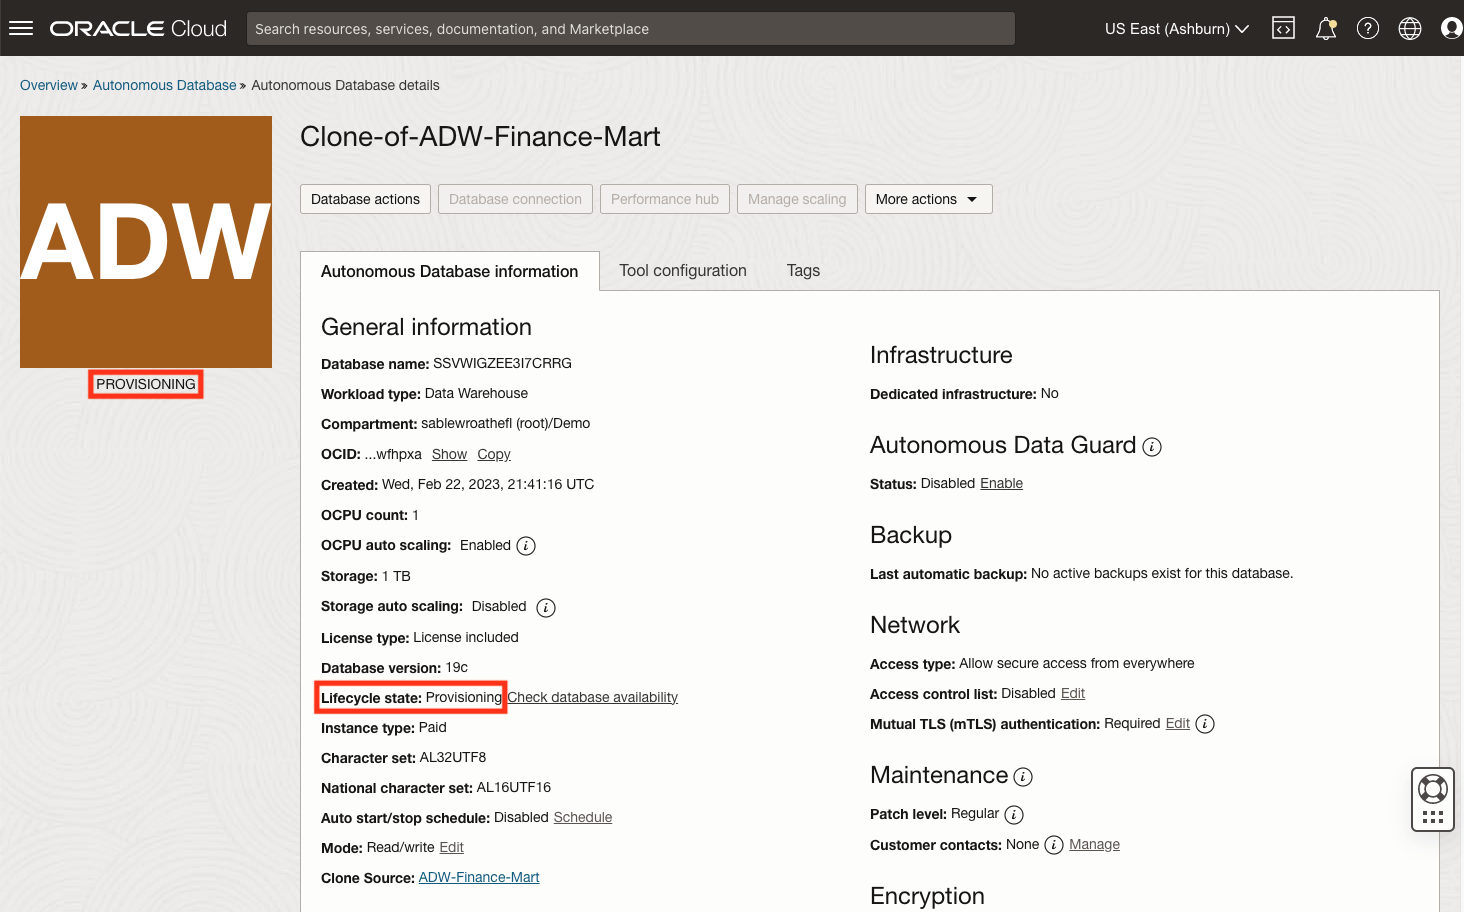 ORACLE Cloud
Search resources, services, documentation, and Marketplace
US East (Ashburn)
Overview » Autonomous Database » Autonomous Database details
ADW
PROVISIONING
Clone-of-ADW-Finance-Mart
Database actions
Database connection
Performance hub
Manage scaling
More actions
Autonomous Database information
Tool configuration
Tags
General information
Database name: SSVWIGZEE3I7CRRG
Workload type: Data Warehouse
Compartment: sablewroathefl (root)/Demo
OCID: ...wfhpxa Show Copy
Created: Wed, Feb 22, 2023, 21:41:16 UTC
OCPU count: 1
OCPU auto scaling: Enabled i
Storage: 1 TB
Storage auto scaling: Disabled i
License type: License included
Database version: 19c
Lifecycle state: Provisioning Check database availability
Instance type: Paid
Character set: AL32UTF8
National character set: AL16UTF16
Auto start/stop schedule: Disabled Schedule
Mode: Read/write Edit
Clone Source: ADW-Finance-Mart
Infrastructure
Dedicated infrastructure: No
Autonomous Data Guard i
Status: Disabled Enable
Backup
Last automatic backup: No active backups exist for this database.
Network
Access type: Allow secure access from everywhere
Access control list: Disabled Edit
Mutual TLS (mTLS) authentication: Required Edit i
Maintenance i
Patch level: Regular i
Customer contacts: None i Manage
Encryption